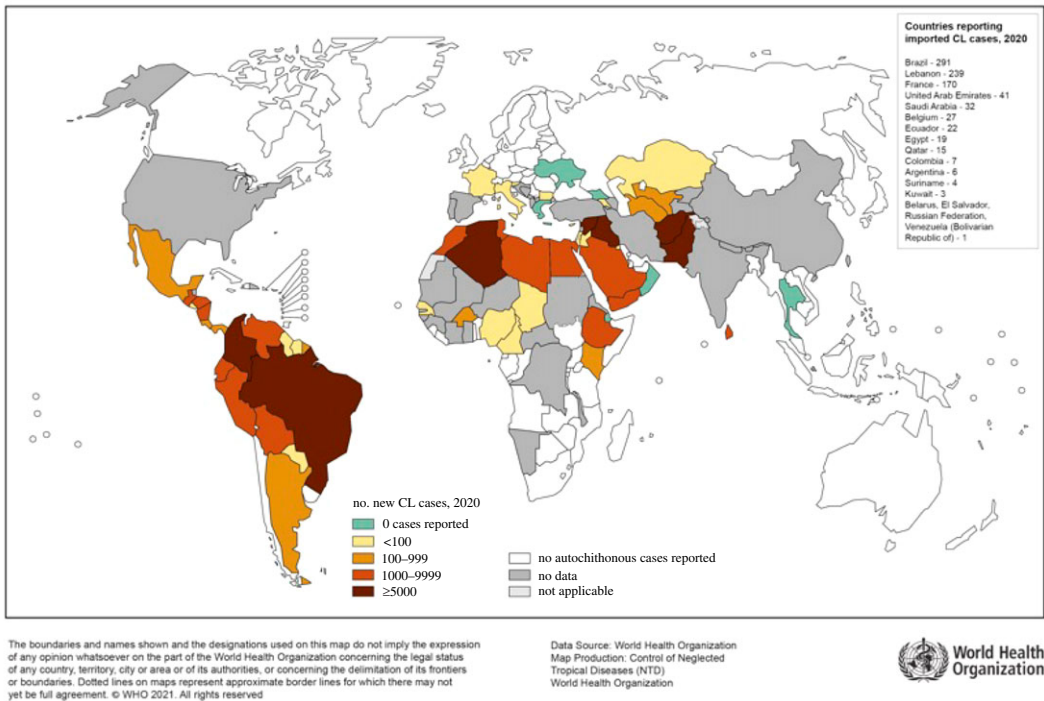 Countries reporting
imported CL cases, 2020
Brazil - 291
Lebanon - 239
France - 170
United Arab Emirates - 41
Saudi Arabia - 32
Belgium - 27
Ecuador - 22
Egypt - 19
Qatar - 15
Colombia - 7
Argentina - 6
Suriname - 4
Kuwait - 3
Belarus, El Salvador,
Russian Federation,
Venezuela (Bolivarian
Republic of) - 1
no. new CL cases, 2020
0 cases reported
<100
100–999
1000–9999
≥5000
no autochithonous cases reported
no data
not applicable
The boundaries and names shown and the designations used on this map do not imply the expression
of any opinion whatsoever on the part of the World Health Organization concerning the legal status
of any country, territory, city or area or of its authorities, or concerning the delimitation of its frontiers
or boundaries. Dotted lines on maps represent approximate border lines for which there may not
yet be full agreement. © WHO 2021. All rights reserved
Data Source: World Health Organization
Map Production: Control of Neglected
Tropical Diseases (NTD)
World Health Organization
World Health
Organization